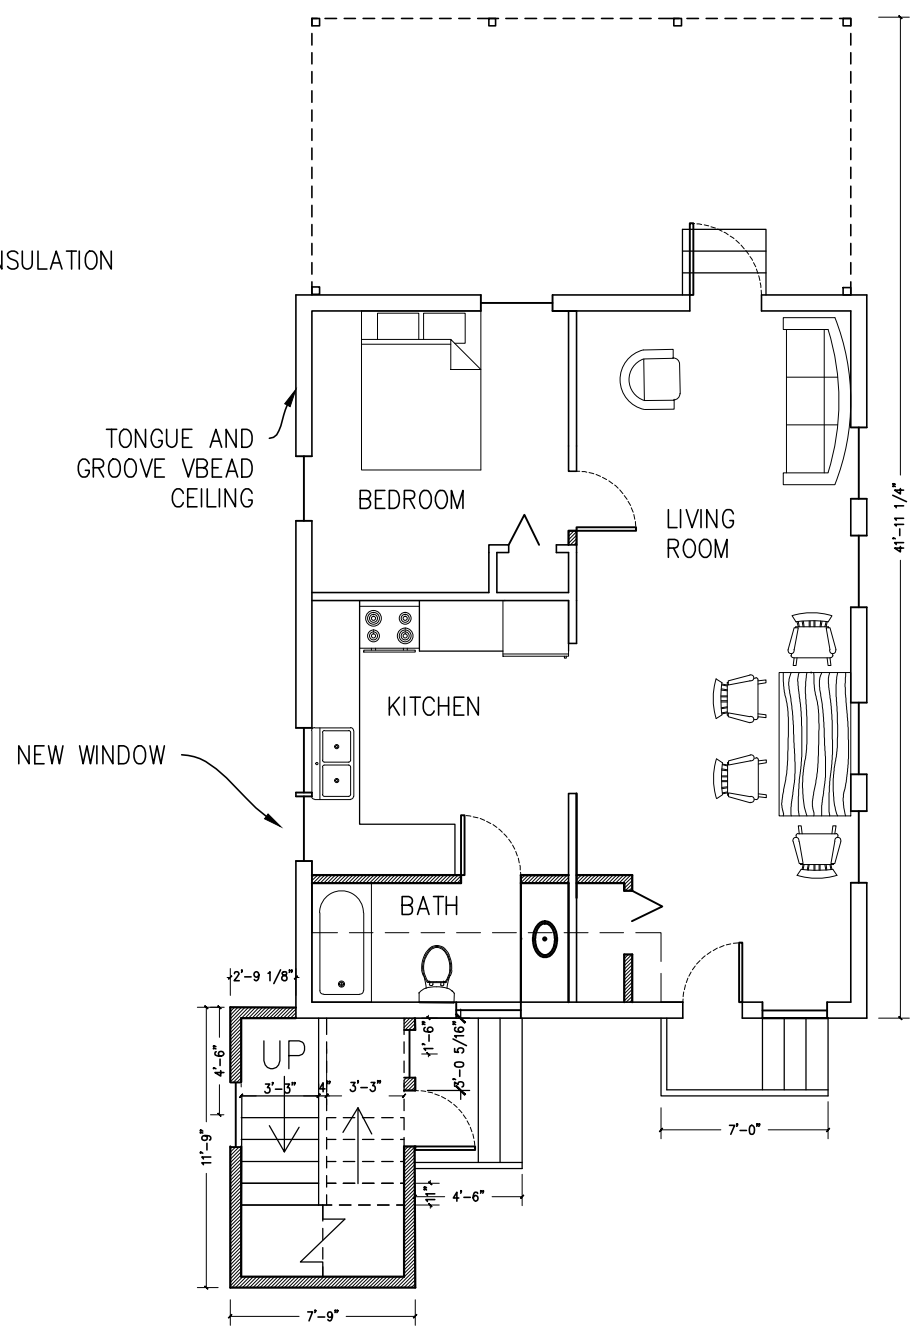 NSULATION
TONGUE AND
GROOVE VBEAD
CEILING
BEDROOM
LIVING
ROOM
41'-11 1/4"
KITCHEN
NEW WINDOW
BATH
2'-9 1/8"
UP
4'-6"
3'-3"
4"
3'-3"
1'-6"
3'-0 5/16"
11'-9"
11"
4'-6"
7'-0"
7'-9"